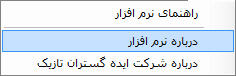 راهنمای نرم افزار
درباره نرم افزار
درباره شرکت ایده گستران تازیک